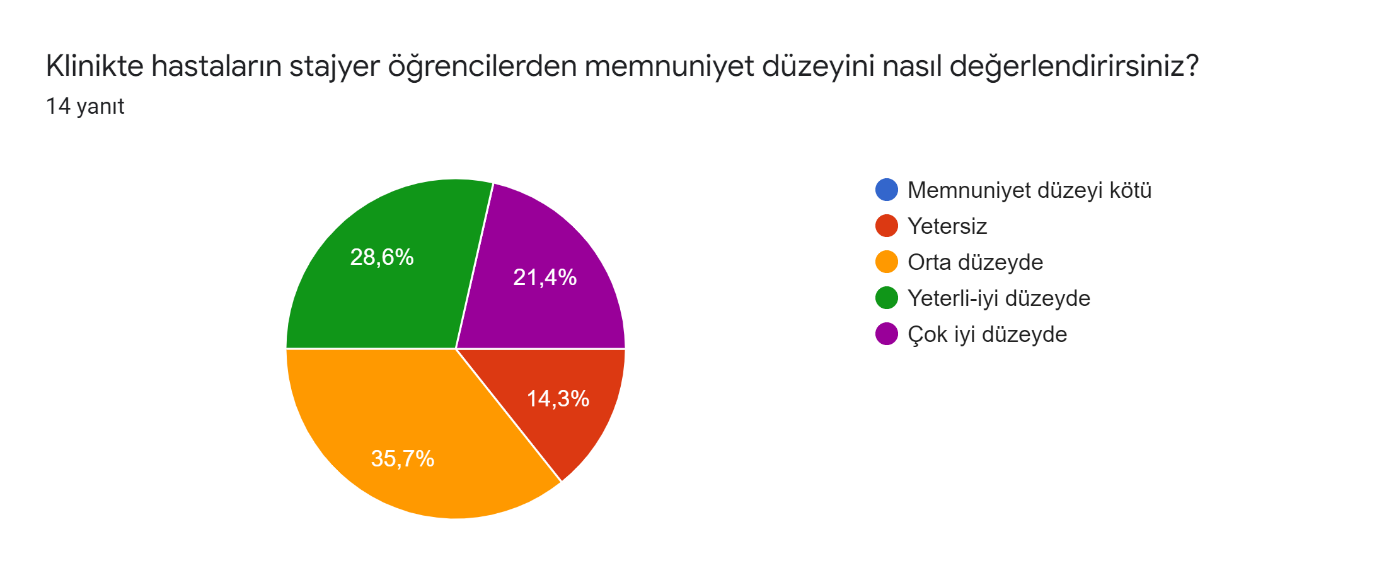 Klinikte hastaların stajyer öğrencilerden memnuniyet düzeyini nasıl değerlendirirsiniz?
14 yanıt
28,6%
21,4%
14,3%
35,7%
Memnuniyet düzeyi kötü
Yetersiz
Orta düzeyde
Yeterli-iyi düzeyde
Çok iyi düzeyde